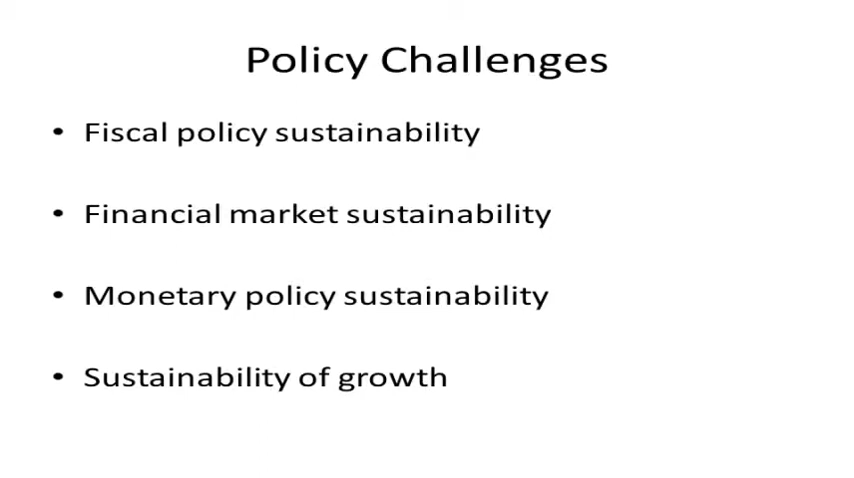 Policy Challenges
• Fiscal policy sustainability
• Financial market sustainability
• Monetary policy sustainability
• Sustainability of growth